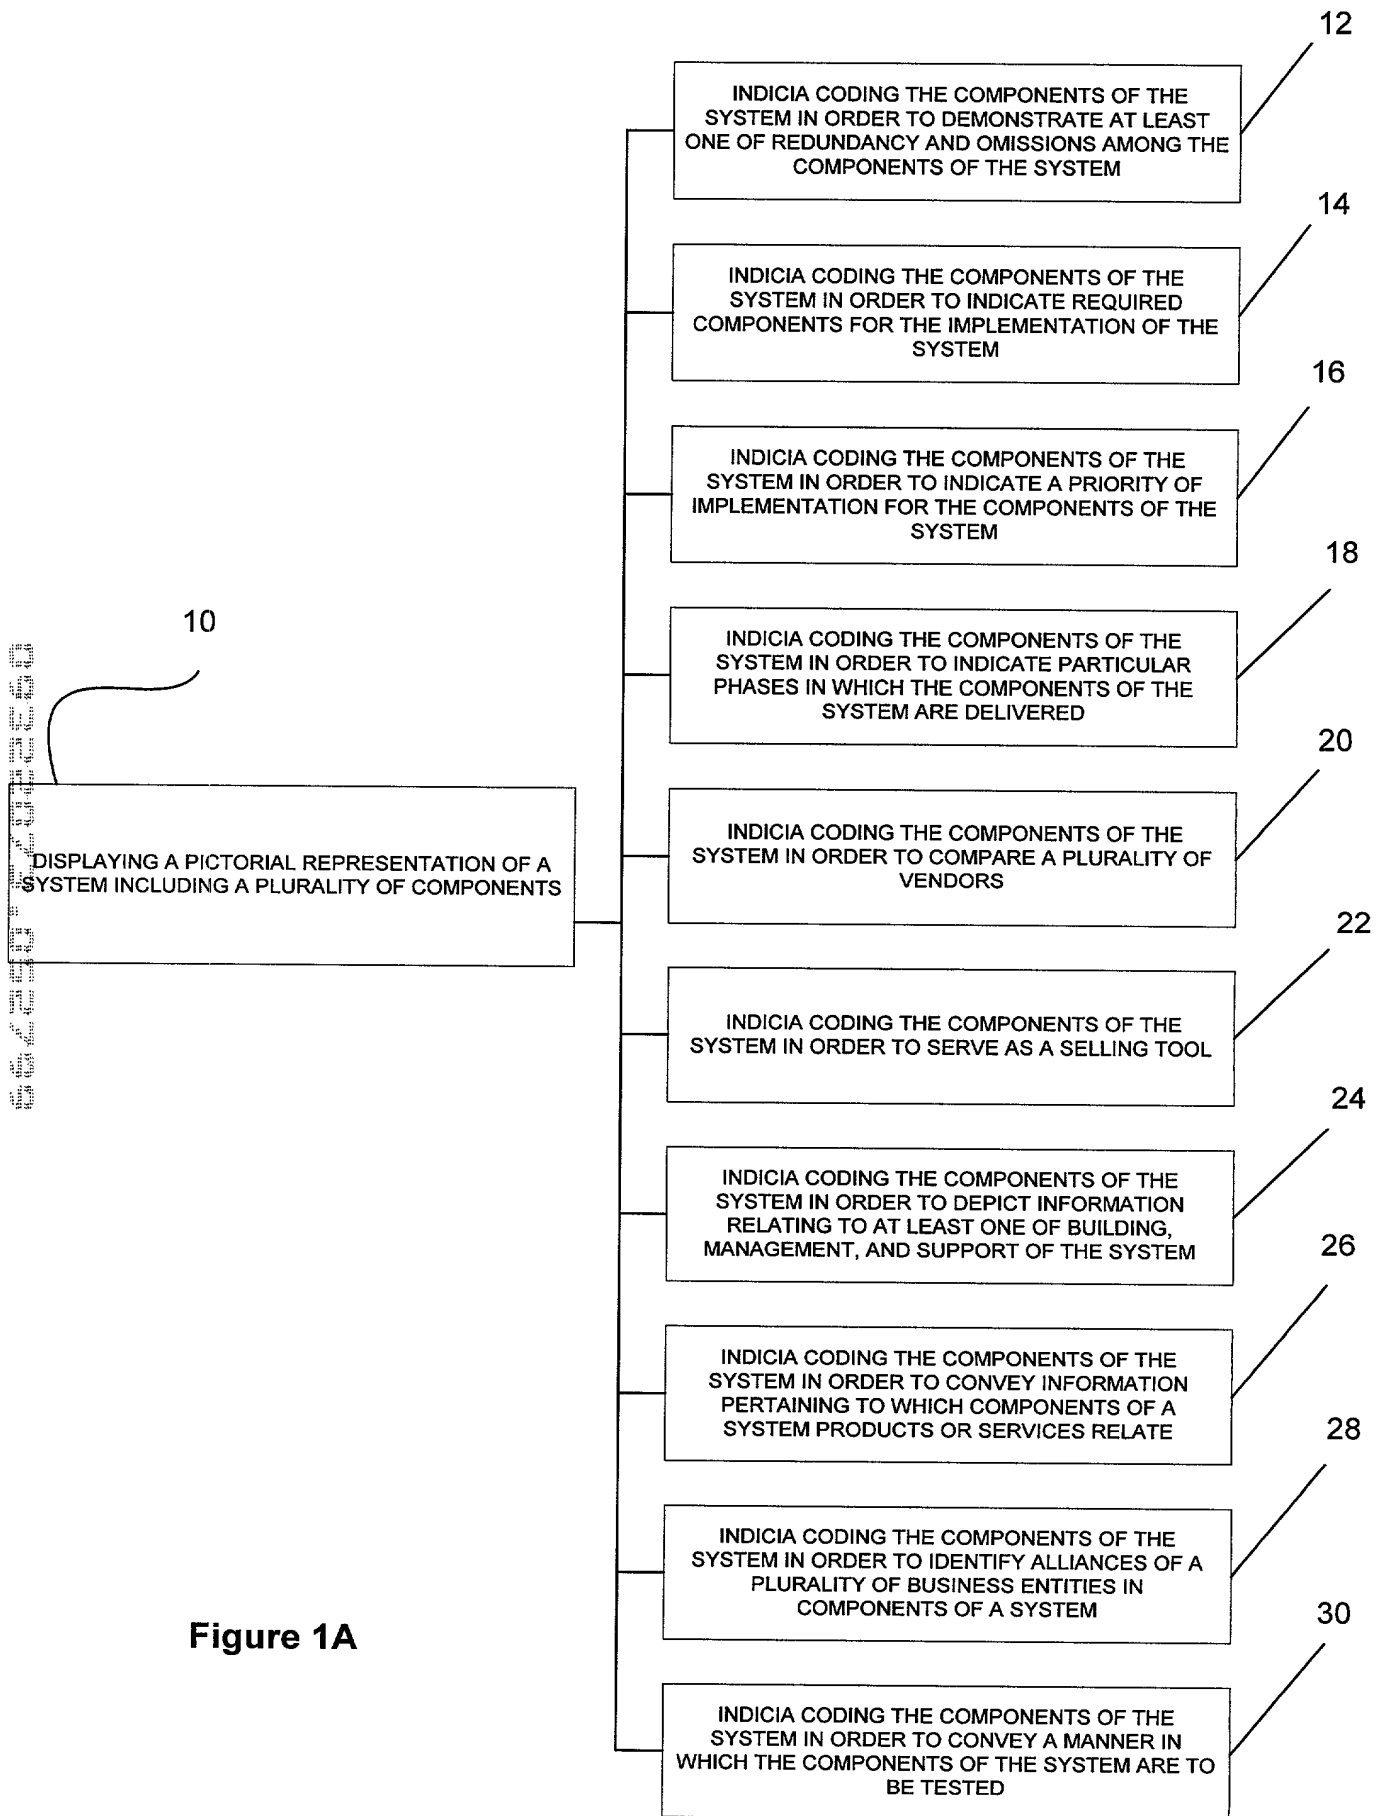 12
INDICIA CODING THE COMPONENTS OF THE
SYSTEM IN ORDER TO DEMONSTRATE AT LEAST
ONE OF REDUNDANCY AND OMISSIONS AMONG THE
COMPONENTS OF THE SYSTEM
14
INDICIA CODING THE COMPONENTS OF THE
SYSTEM IN ORDER TO INDICATE REQUIRED
COMPONENTS FOR THE IMPLEMENTATION OF THE
SYSTEM
16
INDICIA CODING THE COMPONENTS OF THE
SYSTEM IN ORDER TO INDICATE A PRIORITY OF
IMPLEMENTATION FOR THE COMPONENTS OF THE
SYSTEM
18
INDICIA CODING THE COMPONENTS OF THE
SYSTEM IN ORDER TO INDICATE PARTICULAR
PHASES IN WHICH THE COMPONENTS OF THE
SYSTEM ARE DELIVERED
10
DISPLAYING A PICTORIAL REPRESENTATION OF A
SYSTEM INCLUDING A PLURALITY OF COMPONENTS
20
INDICIA CODING THE COMPONENTS OF THE
SYSTEM IN ORDER TO COMPARE A PLURALITY OF
VENDORS
22
INDICIA CODING THE COMPONENTS OF THE
SYSTEM IN ORDER TO SERVE AS A SELLING TOOL
24
INDICIA CODING THE COMPONENTS OF THE
SYSTEM IN ORDER TO DEPICT INFORMATION
RELATING TO AT LEAST ONE OF BUILDING,
MANAGEMENT, AND SUPPORT OF THE SYSTEM
26
INDICIA CODING THE COMPONENTS OF THE
SYSTEM IN ORDER TO CONVEY INFORMATION
PERTAINING TO WHICH COMPONENTS OF A
SYSTEM PRODUCTS OR SERVICES RELATE
28
INDICIA CODING THE COMPONENTS OF THE
SYSTEM IN ORDER TO IDENTIFY ALLIANCES OF A
PLURALITY OF BUSINESS ENTITIES IN
COMPONENTS OF A SYSTEM
30
INDICIA CODING THE COMPONENTS OF THE
SYSTEM IN ORDER TO CONVEY A MANNER IN
WHICH THE COMPONENTS OF THE SYSTEM ARE TO
BE TESTED
Figure 1A